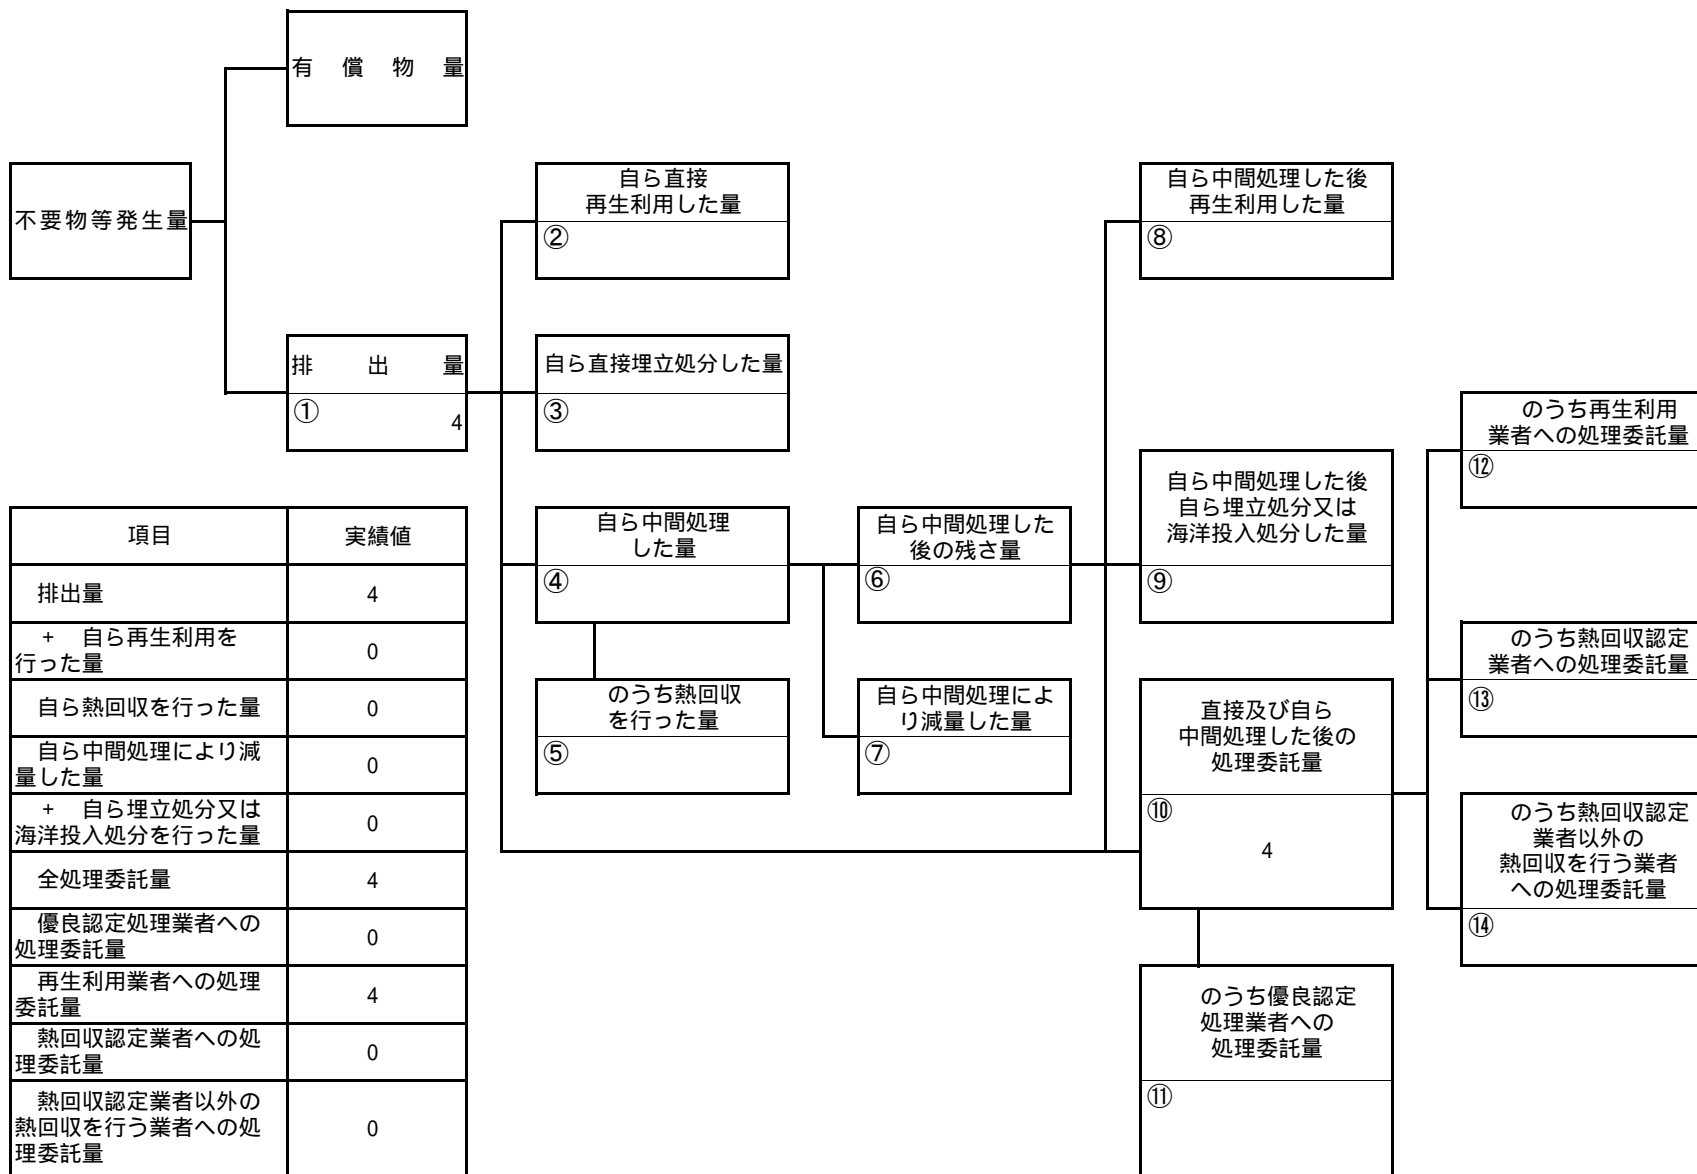 有償物量
不要物等発生量
排出量
①
4
自ら直接
再生利用した量
②
自ら直接埋立処分した量
③
自ら中間処理
した量
④
のうち熱回収
を行った量
⑤
自ら中間処理した
後の残さ量
⑥
自ら中間処理によ
り減量した量
⑦
自ら中間処理した後
再生利用した量
⑧
自ら中間処理した後
自ら埋立処分又は
海洋投入処分した量
⑨
直接及び自ら
中間処理した後の
処理委託量
⑩
4
のうち優良認定
処理業者への
処理委託量
⑪
のうち再生利用
業者への処理委託量
⑫
のうち熱回収認定
業者への処理委託量
⑬
のうち熱回収認定
業者以外の
熱回収を行う業者
への処理委託量
⑭
項目 実績値
排出量 4
+ 自ら再生利用を
行った量 0
自ら熱回収を行った量 0
自ら中間処理により減
量した量 0
+ 自ら埋立処分又は
海洋投入処分を行った量 0
全処理委託量 4
優良認定処理業者への
処理委託量 0
再生利用業者への処理
委託量 4
熱回収認定業者への処
理委託量 0
熱回収認定業者以外の
熱回収を行う業者への処
理委託量 0